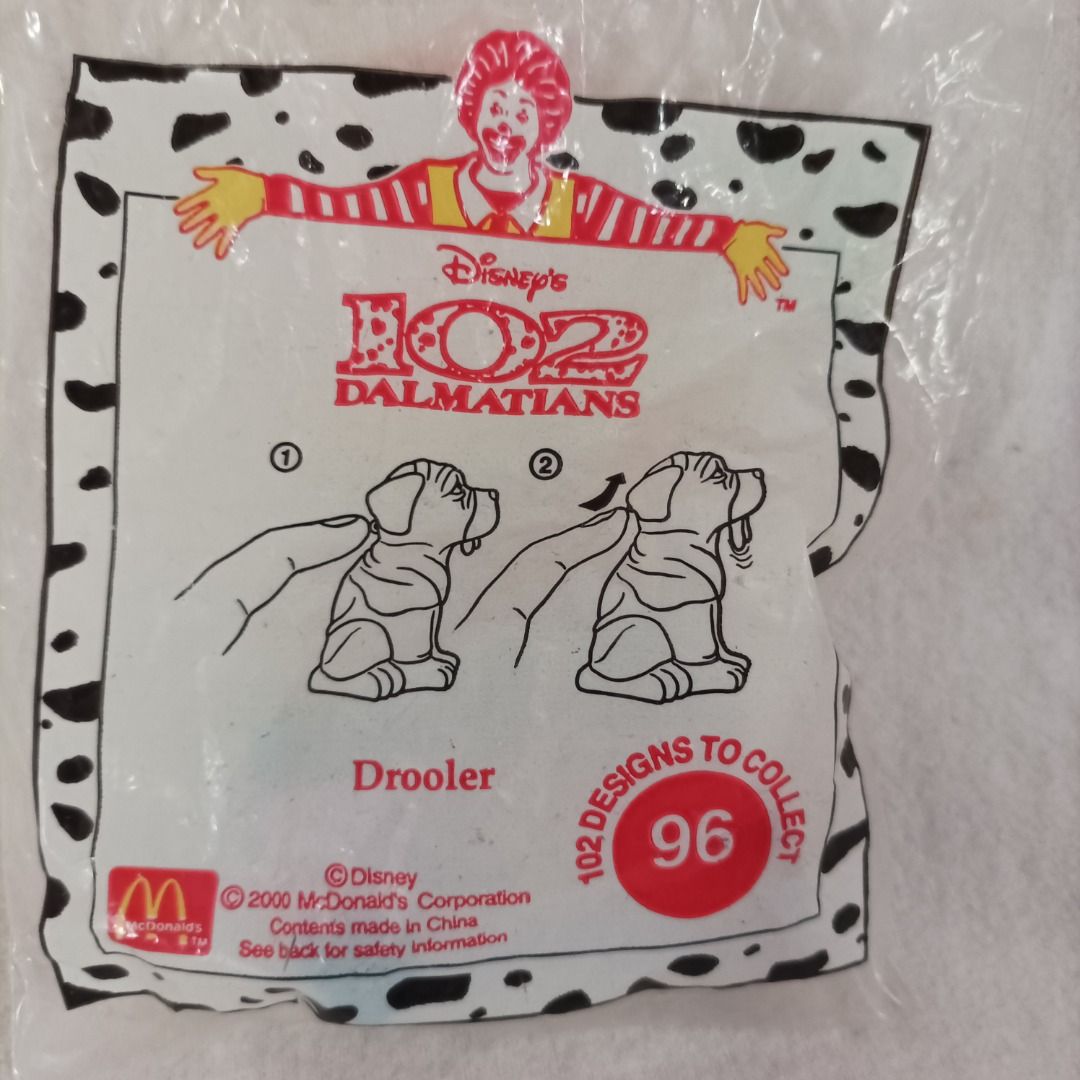 Disney's
TM
102
DALMATIANS
1
2
Drooler
102 DESIGNS TO COLLECT
96
McDonald's
TM
©Disney
© 2000 McDonald's Corporation
Contents made in China
See back for safety information